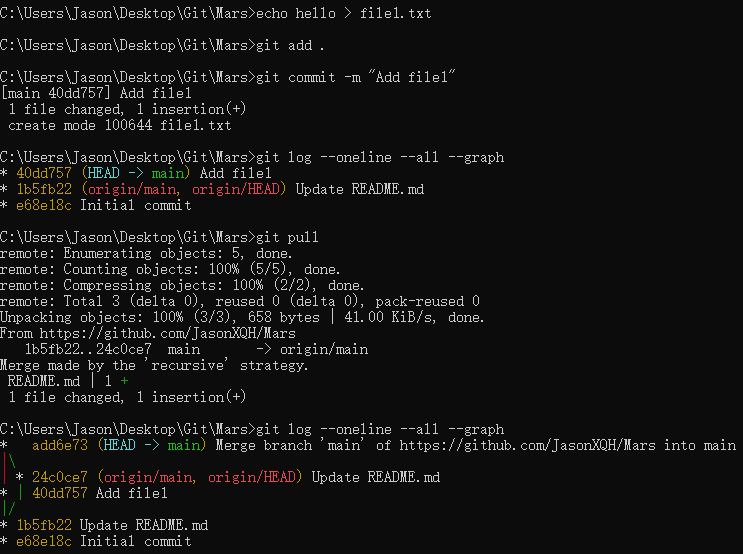 C:\Users\Jason\Desktop\Git\Mars>echo hello > file1.txt
C:\Users\Jason\Desktop\Git\Mars>git add .
C:\Users\Jason\Desktop\Git\Mars>git commit -m "Add file1"
[main 40dd757] Add file1
 1 file changed, 1 insertion(+)
 create mode 100644 file1.txt
C:\Users\Jason\Desktop\Git\Mars>git log --oneline --all --graph
* 40dd757 (HEAD -> main) Add file1
* 1b5fb22 (origin/main, origin/HEAD) Update README.md
* e68e18c Initial commit
C:\Users\Jason\Desktop\Git\Mars>git pull
remote: Enumerating objects: 5, done.
remote: Counting objects: 100% (5/5), done.
remote: Compressing objects: 100% (2/2), done.
remote: Total 3 (delta 0), reused 0 (delta 0), pack-reused 0
Unpacking objects: 100% (3/3), 658 bytes | 41.00 KiB/s, done.
From https://github.com/JasonXQH/Mars
   1b5fb22..24c0ce7  main       -> origin/main
Merge made by the 'recursive' strategy.
 README.md | 1 +
 1 file changed, 1 insertion(+)
C:\Users\Jason\Desktop\Git\Mars>git log --oneline --all --graph
*   add6e73 (HEAD -> main) Merge branch 'main' of https://github.com/JasonXQH/Mars into main
|\
| * 24c0ce7 (origin/main, origin/HEAD) Update README.md
* | 40dd757 Add file1
|/
* 1b5fb22 Update README.md
* e68e18c Initial commit